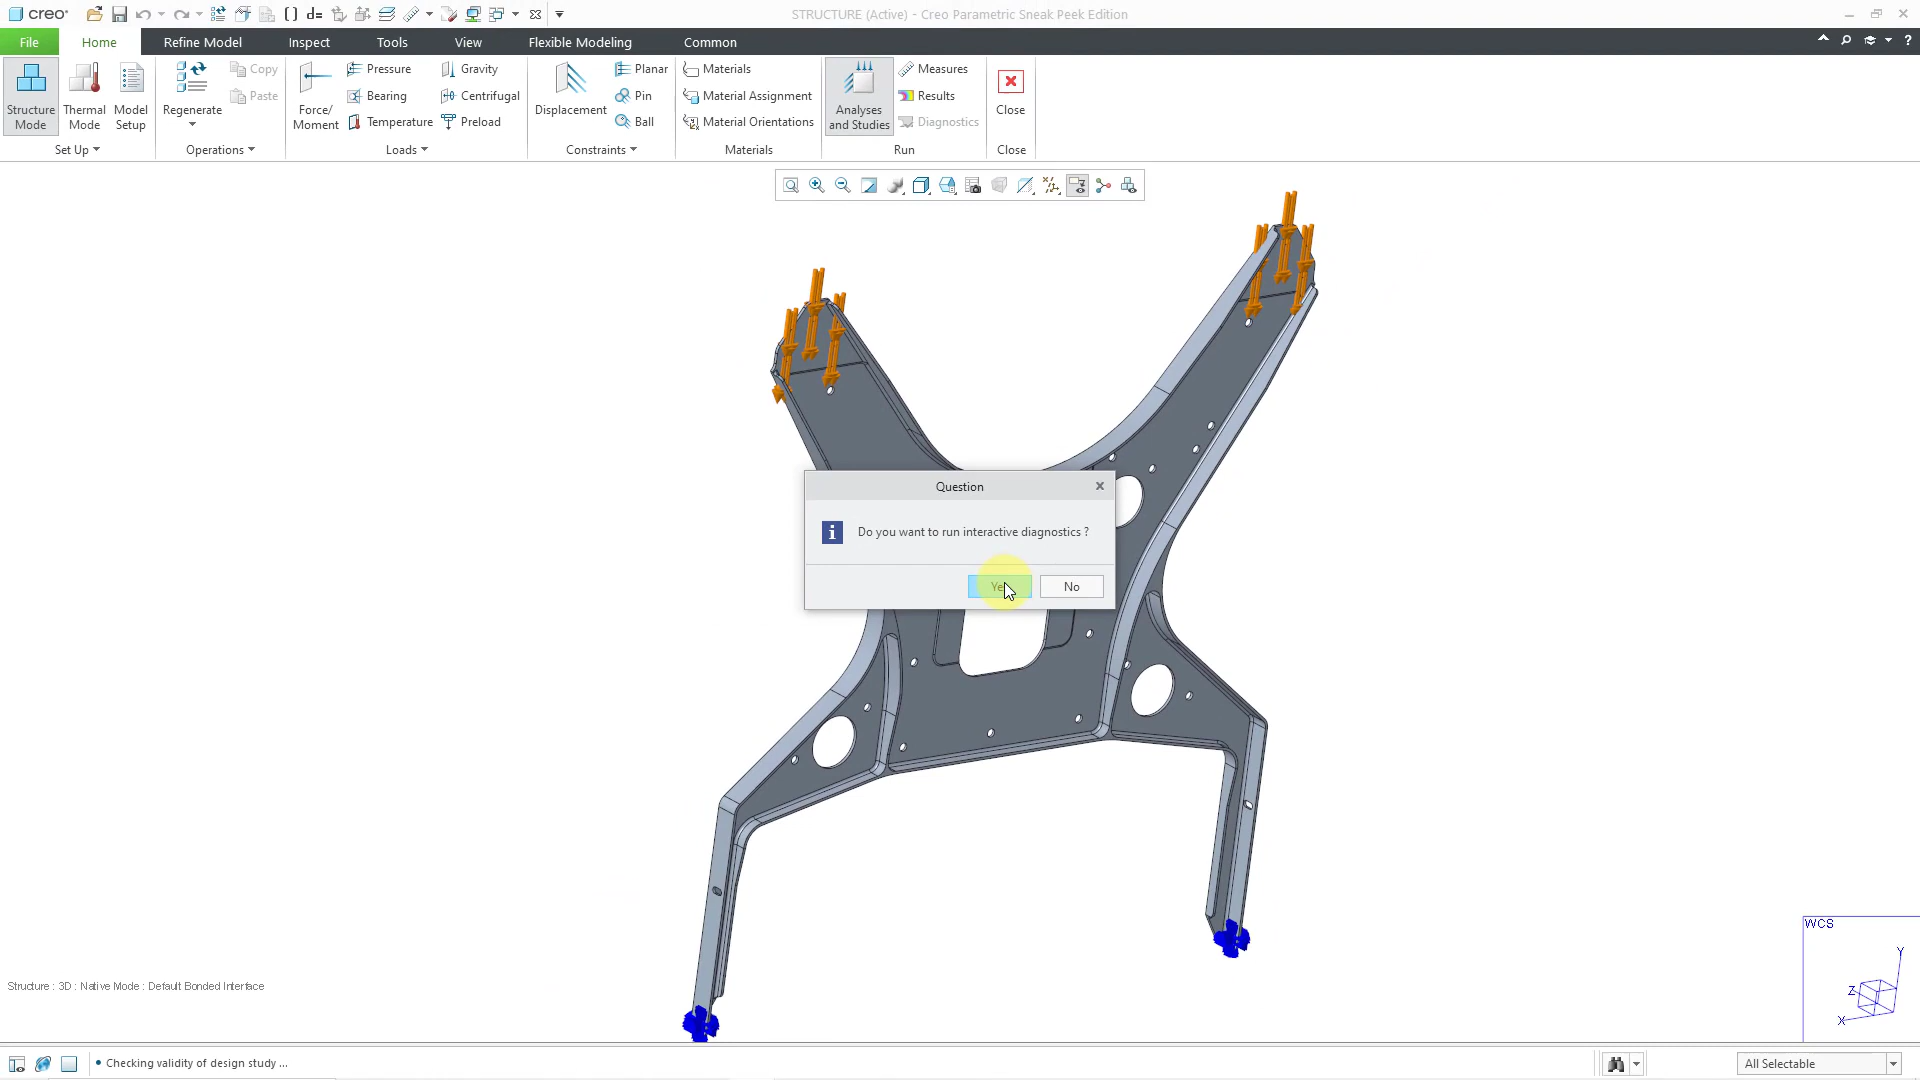 creo
d=
STRUCTURE (Active) - Creo Parametric Sneak Peek Edition
File
Home
Refine Model
Inspect
Tools
View
Flexible Modeling
Common
Structure
Mode
Thermal
Mode
Model
Setup
Set Up
Regenerate
Copy
Paste
Operations
Force/
Moment
Pressure
Bearing
Temperature
Gravity
Centrifugal
Preload
Loads
Displacement
Planar
Pin
Ball
Constraints
Materials
Material Assignment
Material Orientations
Materials
Analyses
and Studies
Measures
Results
Diagnostics
Run
Close
Close
Question
Do you want to run interactive diagnostics ?
No
WCS
Y
Z
X
Structure : 3D : Native Mode : Default Bonded Interface
• Checking validity of design study ...
All Selectable